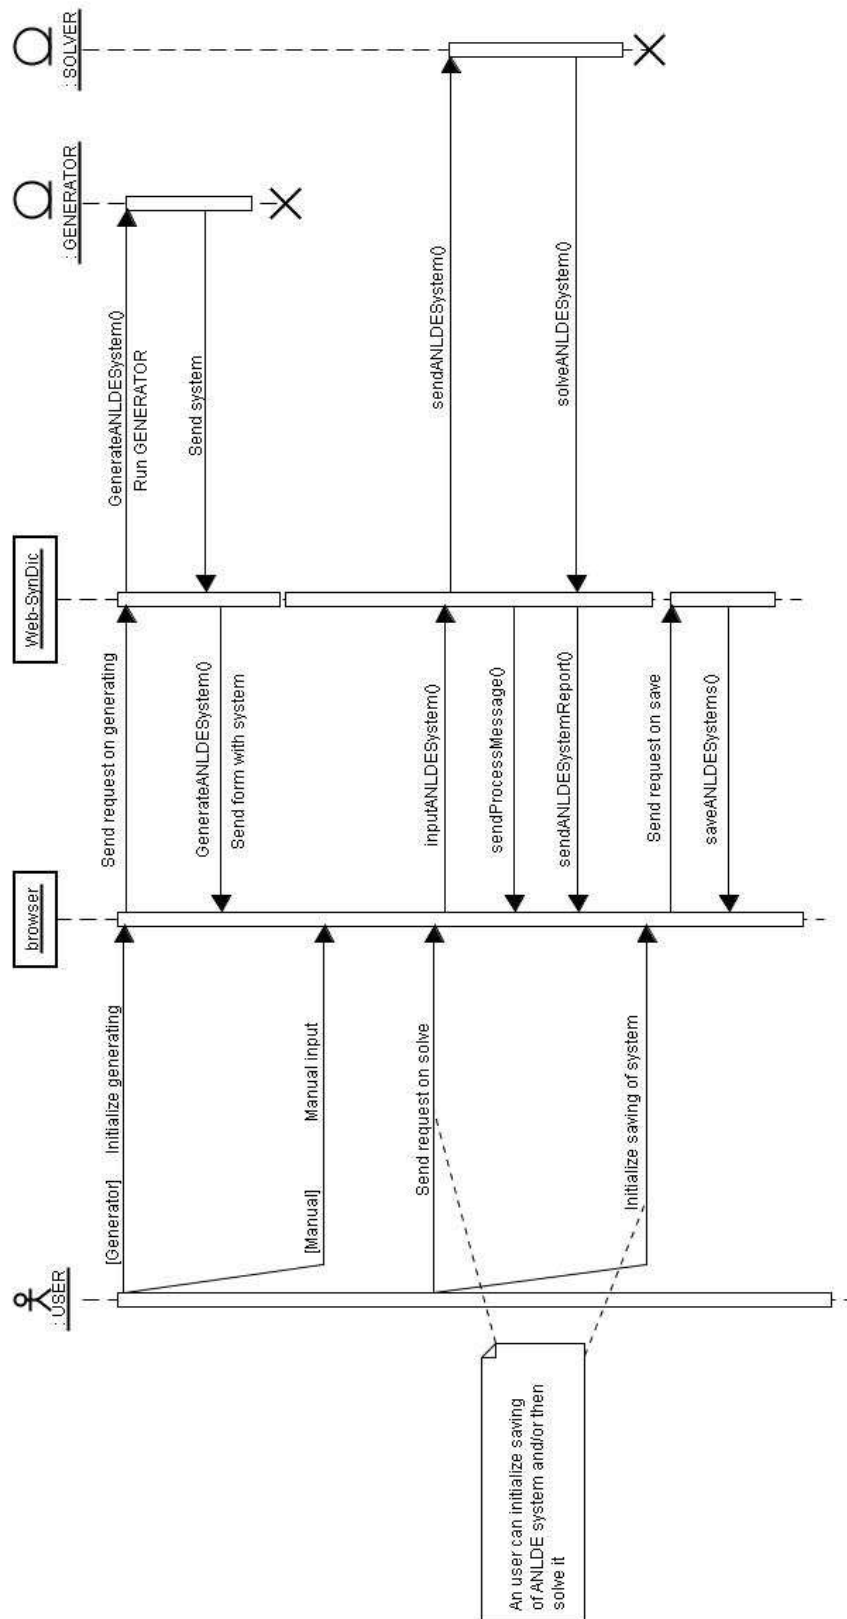 :USER
browser
Web-SynDic
:GENERATOR
:SOLVER
[Generator] Initialize generating
Send request on generating
GenerateANLDESystem()
Run GENERATOR
Send system
GenerateANLDESystem()
Send form with system
[Manual] Manual input
Send request on solve
inputANLDESystem()
sendANLDESystem()
sendProcessMessage()
solveANLDESystem()
sendANLDESystemReport()
Initialize saving of system
Send request on save
saveANLDESystems()
An user can initialize saving
of ANLDE system and/or then
solve it